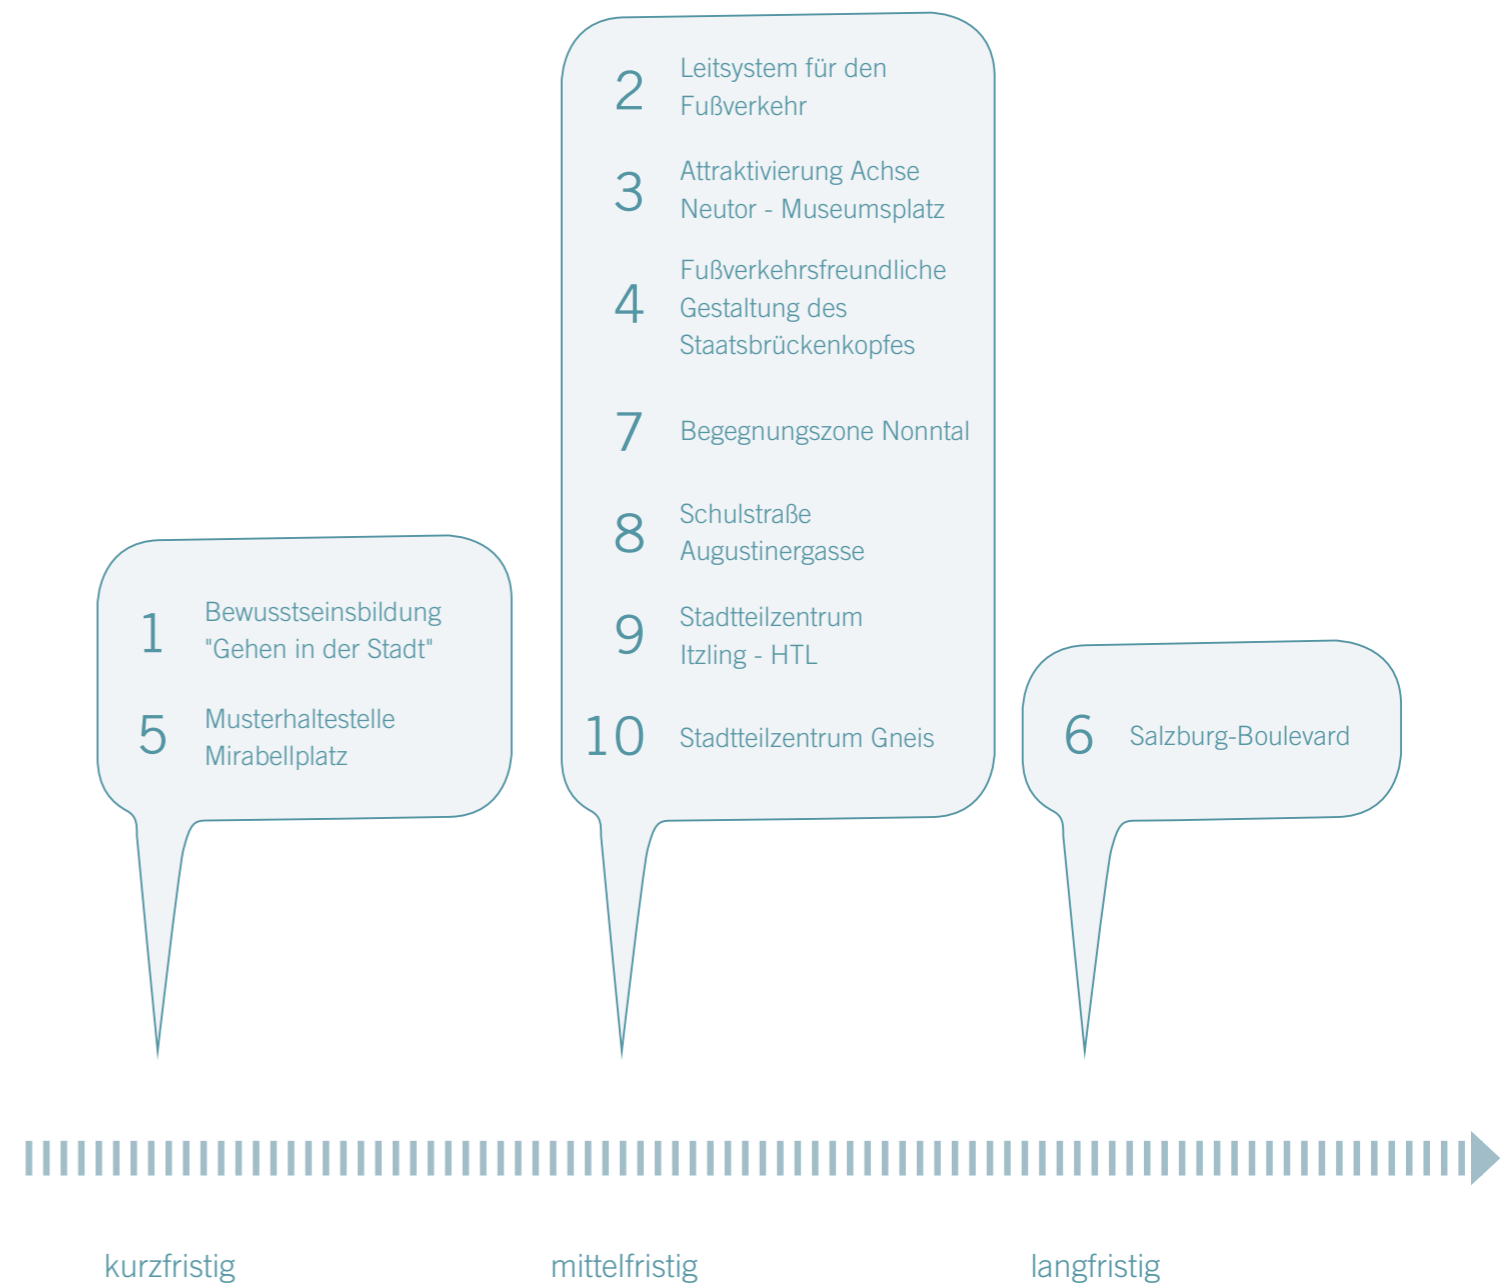 2
Leitsystem für den
Fußverkehr
3
Attraktivierung Achse
Neutor - Museumsplatz
4
Fußverkehrsfreundliche
Gestaltung des
Staatsbrückenkopfes
7
Begegnungszone Nonntal
8
Schulstraße
Augustinergasse
9
Stadtteilzentrum
Itzling - HTL
10
Stadtteilzentrum Gneis
1
Bewusstseinsbildung
"Gehen in der Stadt"
5
Musterhaltestelle
Mirabellplatz
6
Salzburg-Boulevard
kurzfristig
mittelfristig
langfristig